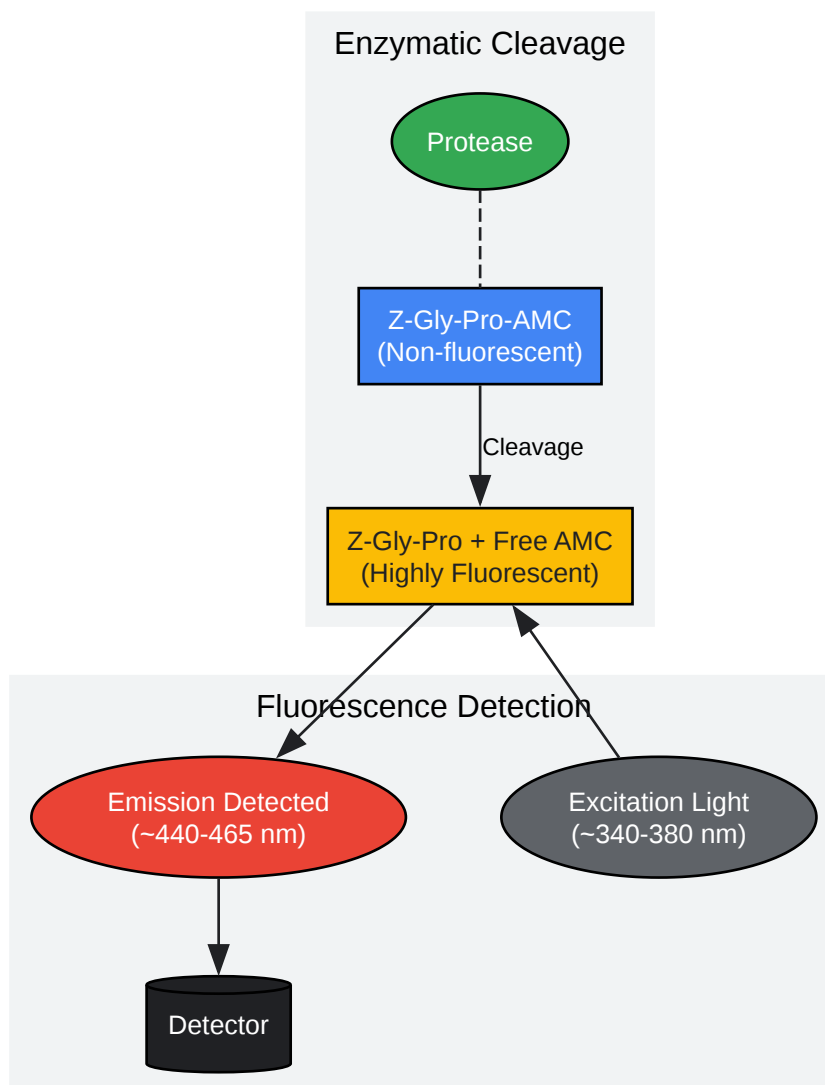 Enzymatic Cleavage
Protease
Z-Gly-Pro-AMC
(Non-fluorescent)
Cleavage
Z-Gly-Pro + Free AMC
(Highly Fluorescent)
Fluorescence Detection
Emission Detected
(~440-465 nm)
Excitation Light
(~340-380 nm)
Detector